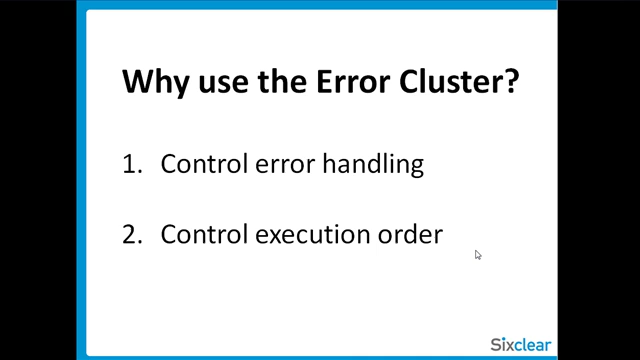 Why use the Error Cluster?
1. Control error handling
2. Control execution order
Sixclear